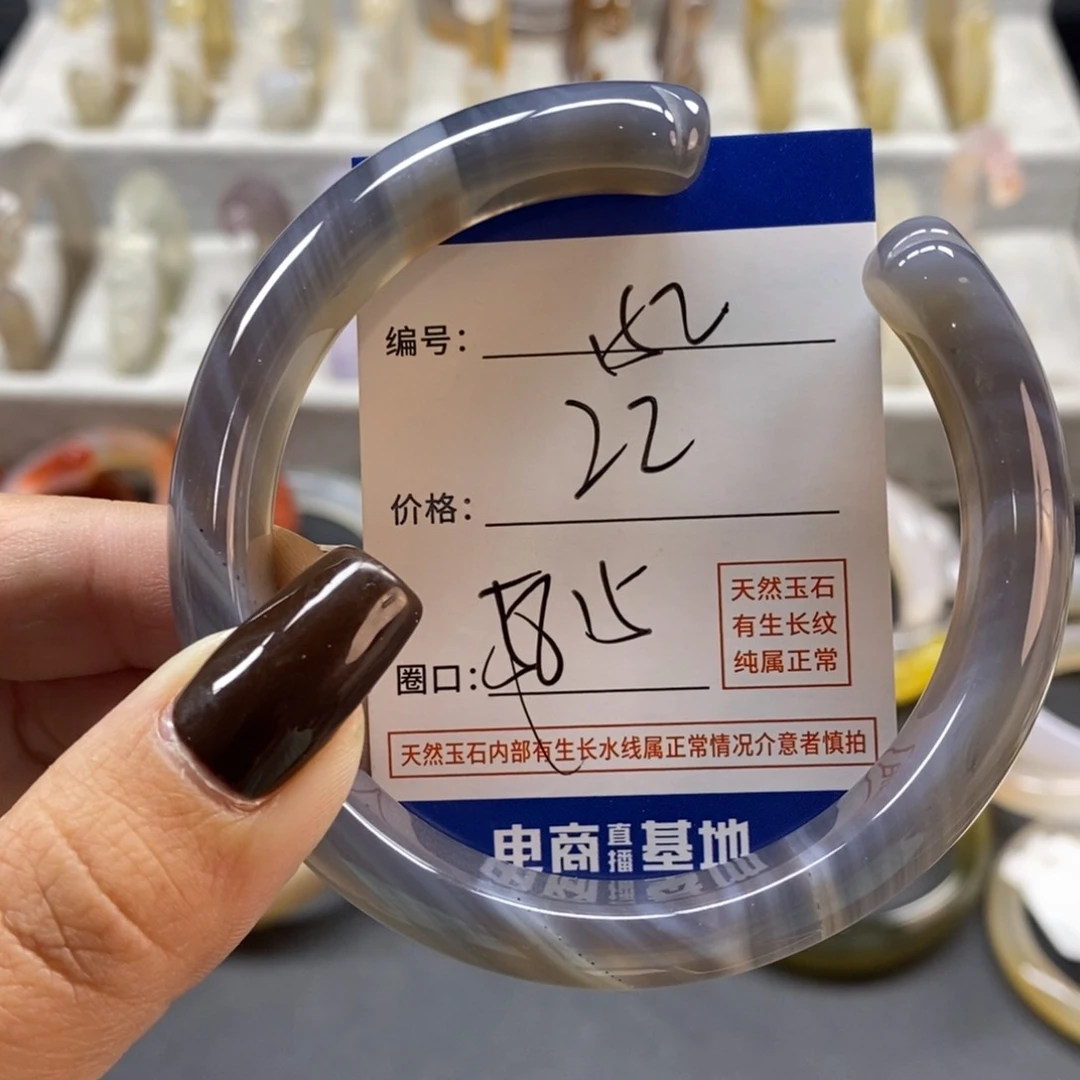 编号：
22
价格：
圈口：
天然玉石
有生长纹
纯属正常
天然玉石内部有生长水线属正常情况介意者慎拍
电商直播基地